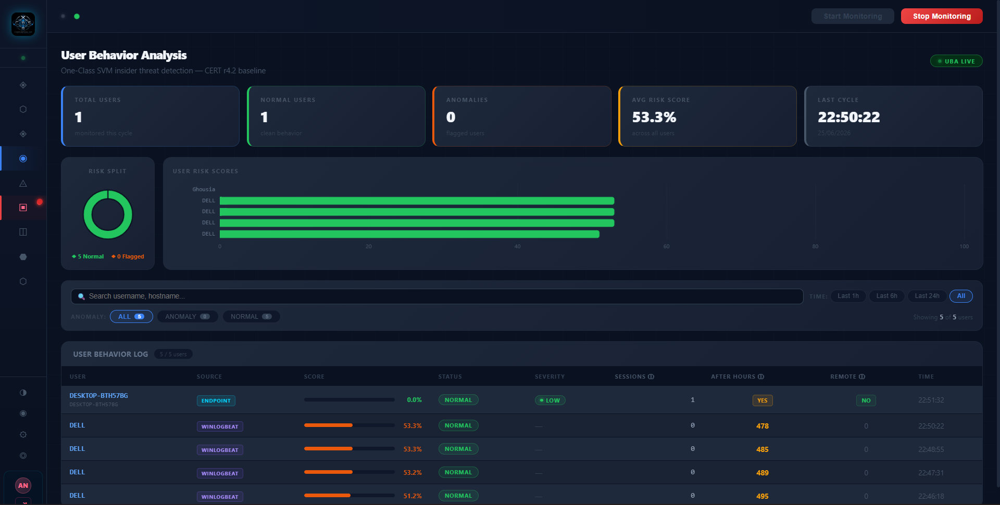 Start Monitoring
Stop Monitoring
User Behavior Analysis
One-Class SVM insider threat detection — CERT r4.2 baseline
UBA LIVE
TOTAL USERS
1
monitored this cycle
NORMAL USERS
1
clean behavior
ANOMALIES
0
flagged users
AVG RISK SCORE
53.3%
across all users
LAST CYCLE
22:50:22
25/06/2026
RISK SPLIT
5 Normal
0 Flagged
USER RISK SCORES
Ghousia
DELL
DELL
DELL
DELL
0 20 40 60 80 100
Search username, hostname...
TIME: Last 1h Last 6h Last 24h All
ANOMALY: ALL 5 ANOMALY 0 NORMAL 5
Showing 5 of 5 users
USER BEHAVIOR LOG 5 / 5 users
USER SOURCE SCORE STATUS SEVERITY SESSIONS ⓘ AFTER HOURS ⓘ REMOTE ⓘ TIME
DESKTOP-BTH57BG ENDPOINT 0.0% NORMAL LOW 1 YES NO 22:51:32
DESKTOP-BTH57BG
DELL WINLOGBEAT 53.3% NORMAL — 0 478 0 22:50:22
DELL WINLOGBEAT 53.3% NORMAL — 0 485 0 22:48:55
DELL WINLOGBEAT 53.2% NORMAL — 0 489 0 22:47:31
DELL WINLOGBEAT 51.2% NORMAL — 0 495 0 22:46:18
AN